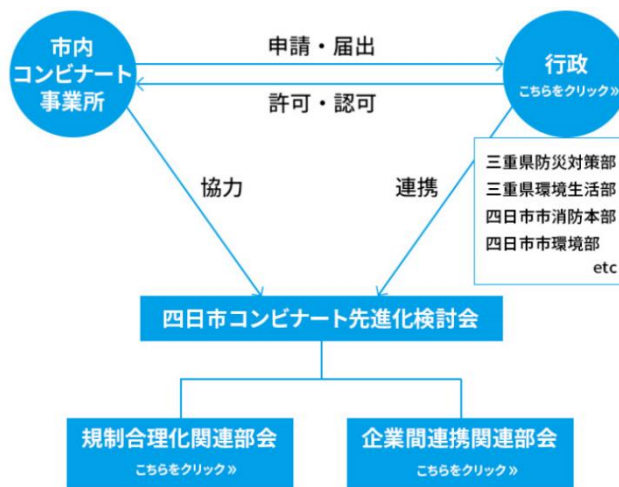 市内
コンビナート
事業所
申請・届出
許可・認可
行政
こちらをクリック»
三重県防災対策部
三重県環境生活部
四日市市消防本部
四日市市環境部
etc
協力
連携
四日市コンビナート先進化検討会
規制合理化関連部会
こちらをクリック»
企業間連携関連部会
こちらをクリック»